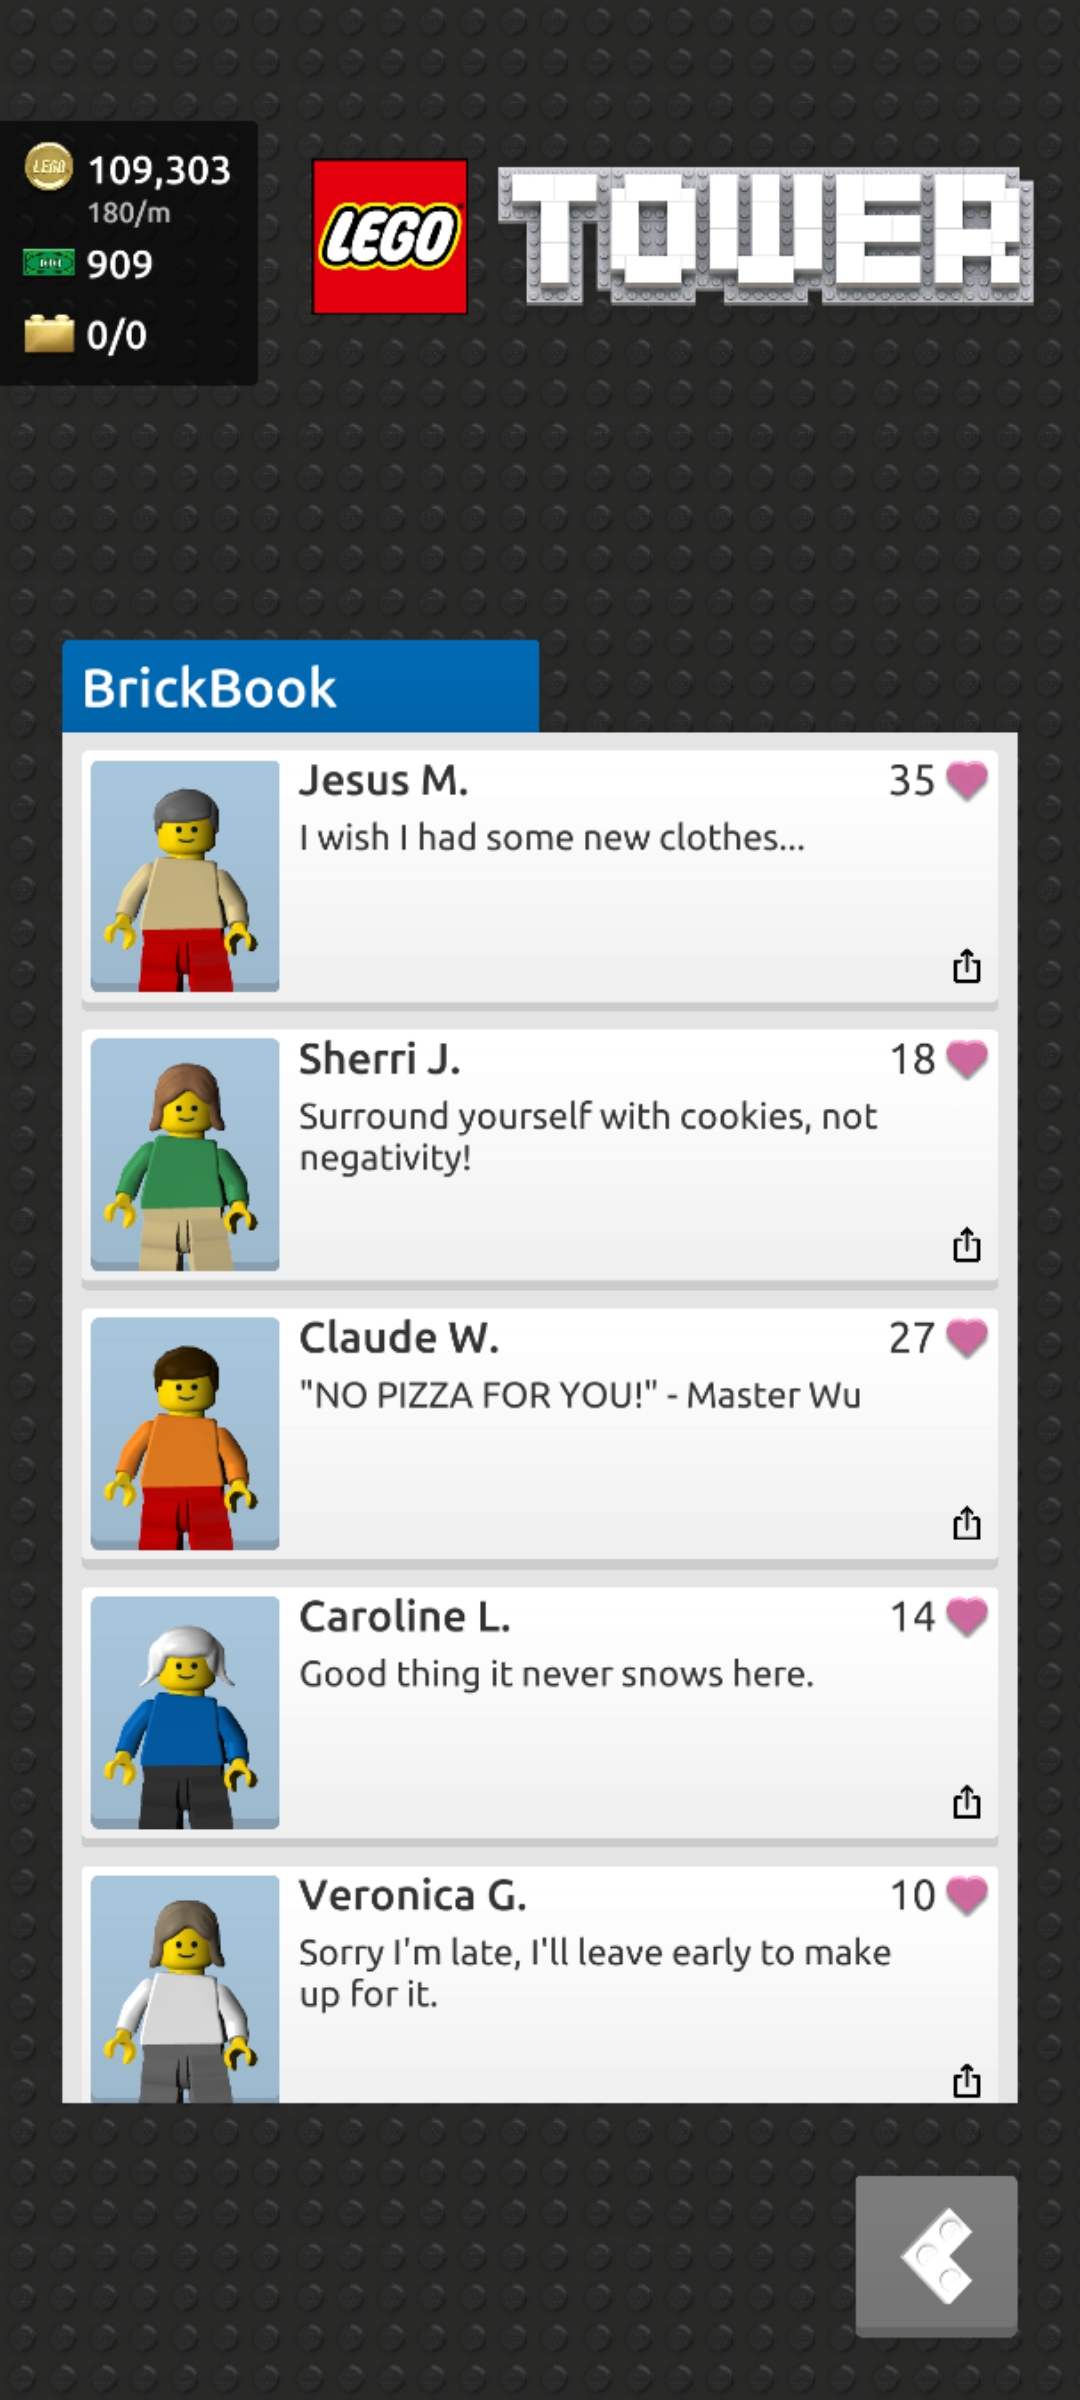 LEGO 109,303
180/m
909
0/0
LEGO TOWER
BrickBook
Jesus M. 35
I wish I had some new clothes...
Sherri J. 18
Surround yourself with cookies, not
negativity!
Claude W. 27
"NO PIZZA FOR YOU!" - Master Wu
Caroline L. 14
Good thing it never snows here.
Veronica G. 10
Sorry I'm late, I'll leave early to make
up for it.